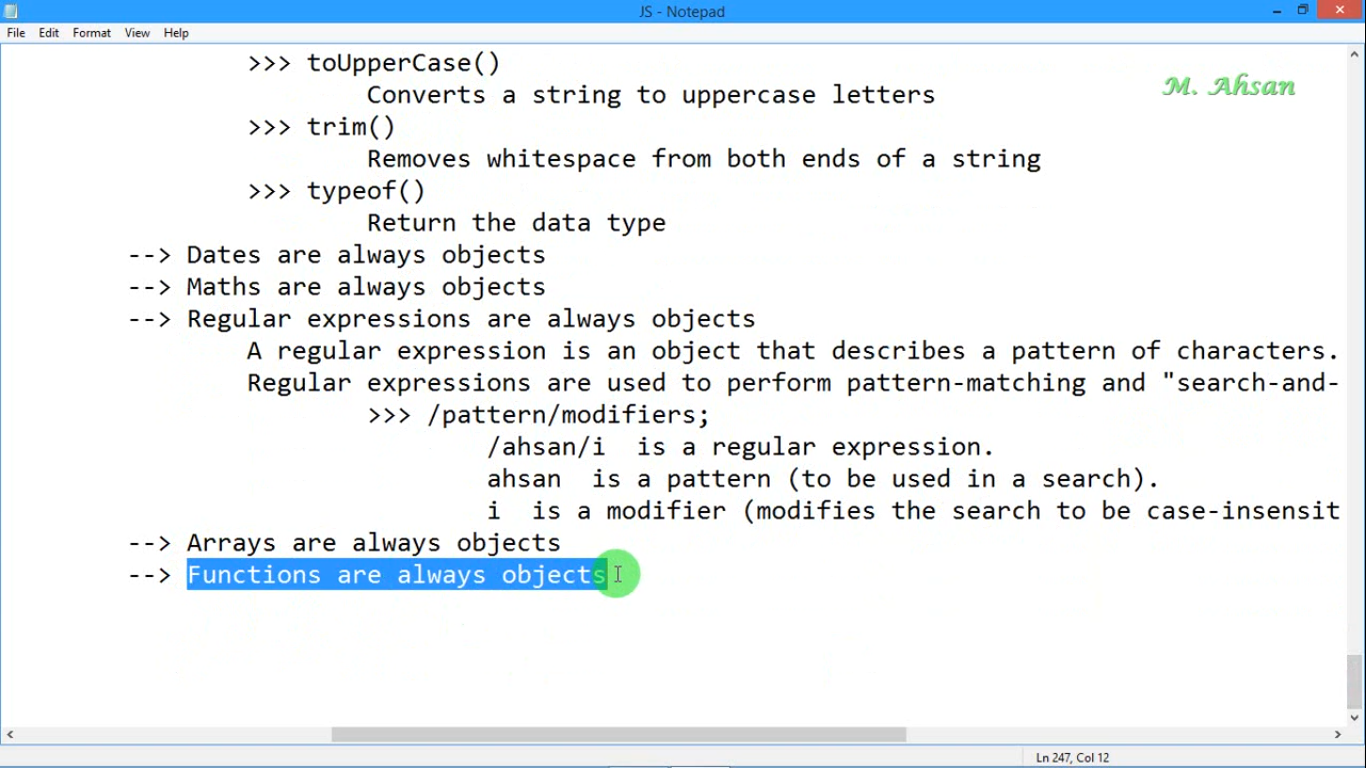 JS - Notepad
File Edit Format View Help
>>> toUpperCase()
Converts a string to uppercase letters
M. Ahsan
>>> trim()
Removes whitespace from both ends of a string
>>> typeof()
Return the data type
--> Dates are always objects
--> Maths are always objects
--> Regular expressions are always objects
A regular expression is an object that describes a pattern of characters.
Regular expressions are used to perform pattern-matching and "search-and-
>>> /pattern/modifiers;
/ahsan/i is a regular expression.
ahsan is a pattern (to be used in a search).
i is a modifier (modifies the search to be case-insensit
--> Arrays are always objects
--> Functions are always objects
Ln 247, Col 12